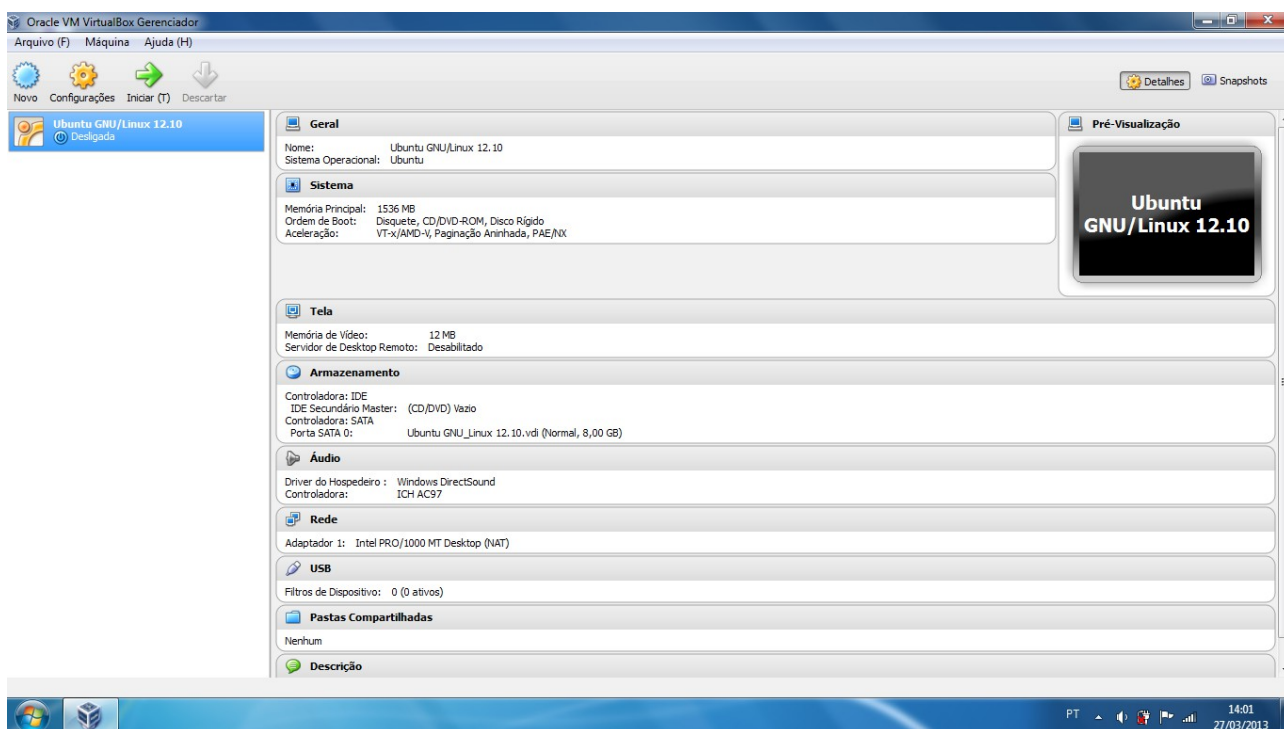 Oracle VM VirtualBox Gerenciador
Arquivo (F) Máquina Ajuda (H)
Novo Configurações Iniciar (T) Descartar
Detalhes Snapshots
Ubuntu GNU/Linux 12.10
Desligada
Geral
Nome: Ubuntu GNU/Linux 12.10
Sistema Operacional: Ubuntu
Sistema
Memória Principal: 1536 MB
Ordem de Boot: Disquete, CD/DVD-ROM, Disco Rígido
Aceleração: VT-x/AMD-V, Paginação Aninhada, PAE/NX
Pré-Visualização
Ubuntu
GNU/Linux 12.10
Tela
Memória de Vídeo: 12 MB
Servidor de Desktop Remoto: Desabilitado
Armazenamento
Controladora: IDE
IDE Secundário Master: (CD/DVD) Vazio
Controladora: SATA
Porta SATA 0: Ubuntu GNU_Linux 12.10.vdi (Normal, 8,00 GB)
Áudio
Driver do Hospedeiro : Windows DirectSound
Controladora: ICH AC97
Rede
Adaptador 1: Intel PRO/1000 MT Desktop (NAT)
USB
Filtros de Dispositivo: 0 (0 ativos)
Pastas Compartilhadas
Nenhum
Descrição
PT
14:01
27/03/2013